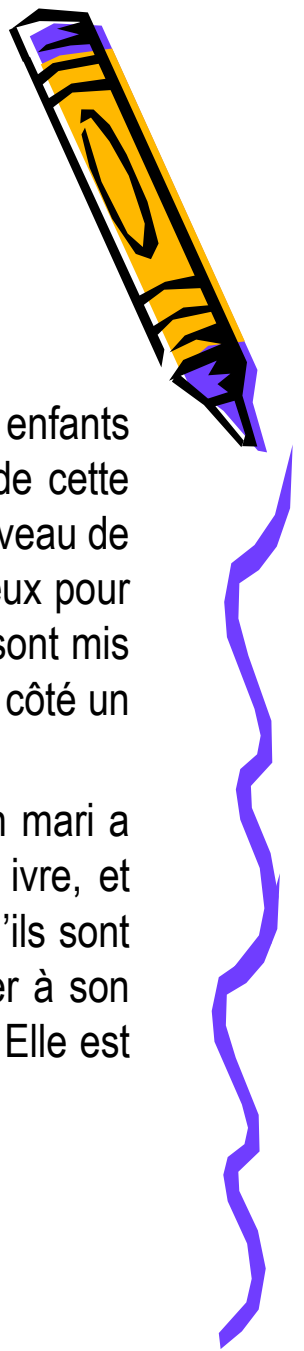 enfants
de cette
veau de
eux pour
sont mis
côté un
mari a
ivre, et
'ils sont
er à son
Elle est